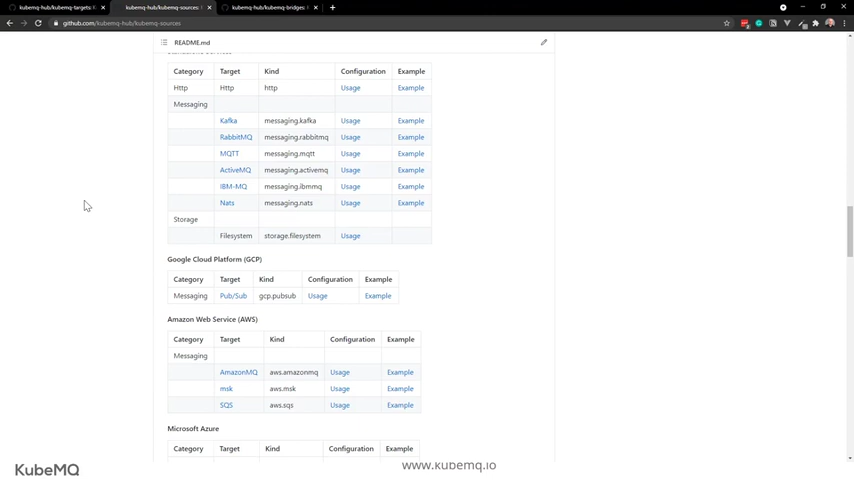 kubemq-hub/kubemq-targets: K
kubemq-hub/kubemq-sources: 
kubemq-hub/kubemq-bridges: 
github.com/kubemq-hub/kubemq-sources
README.md
Standalone Services
Category Target Kind Configuration Example
Http Http http Usage Example
Messaging
Kafka messaging.kafka Usage Example
RabbitMQ messaging.rabbitmq Usage Example
MQTT messaging.mqtt Usage Example
ActiveMQ messaging.activemq Usage Example
IBM-MQ messaging.ibmmq Usage Example
Nats messaging.nats Usage Example
Storage
Filesystem storage.filesystem Usage
Google Cloud Platform (GCP)
Category Target Kind Configuration Example
Messaging Pub/Sub gcp.pubsub Usage Example
Amazon Web Service (AWS)
Category Target Kind Configuration Example
Messaging
AmazonMQ aws.amazonmq Usage Example
msk aws.msk Usage Example
SQS aws.sqs Usage Example
Microsoft Azure
Category Target Kind Configuration Example
KubeMQ
www.kubemq.io